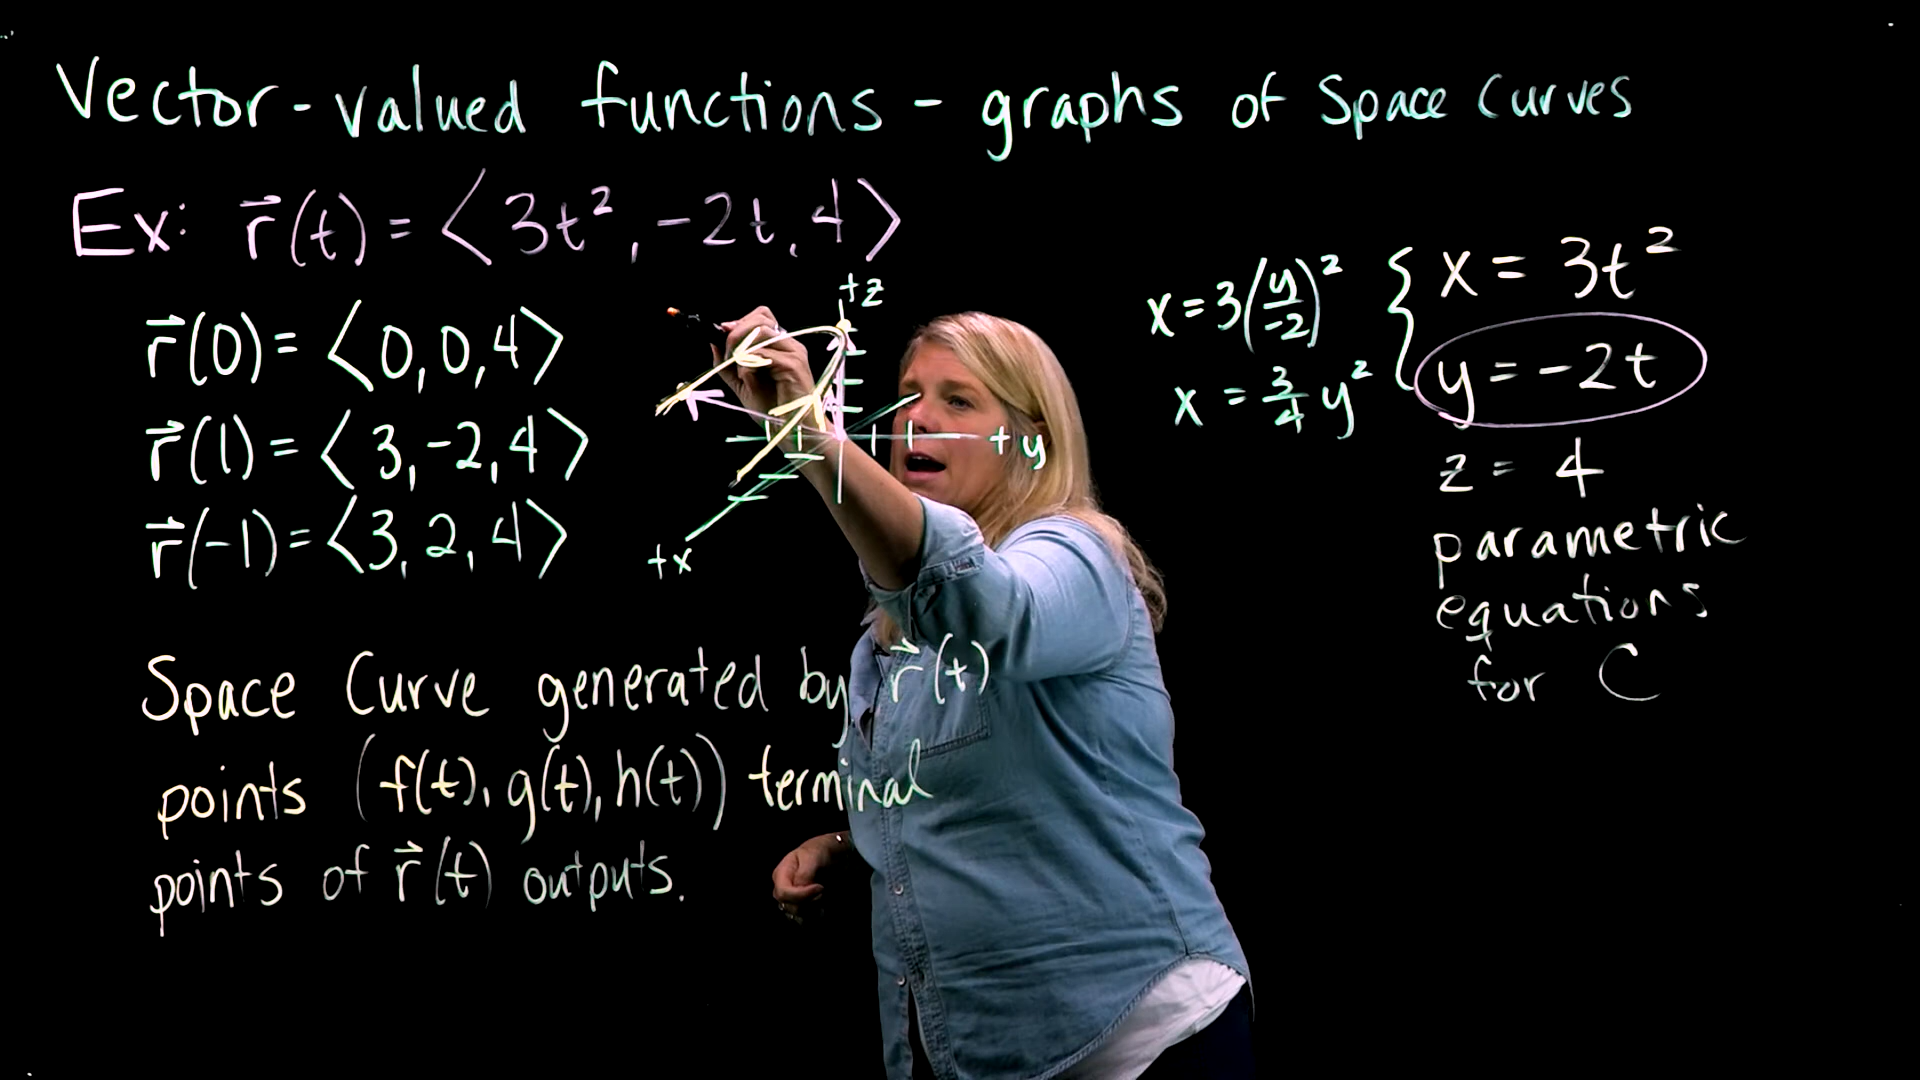 Vector-valued functions - graphs of Space Curves
Ex: r⃗(t) = ⟨3t², -2t, 4⟩
r⃗(0) = ⟨0, 0, 4⟩
r⃗(1) = ⟨3, -2, 4⟩
r⃗(-1) = ⟨3, 2, 4⟩
+z
+y
+x
x = 3(y/-2)²
x = 3/4 y²
{ x = 3t²
y = -2t
z = 4
parametric
equations
for C
Space Curve generated by r⃗(t)
points (f(t), g(t), h(t)) terminal
points of r⃗(t) outputs.